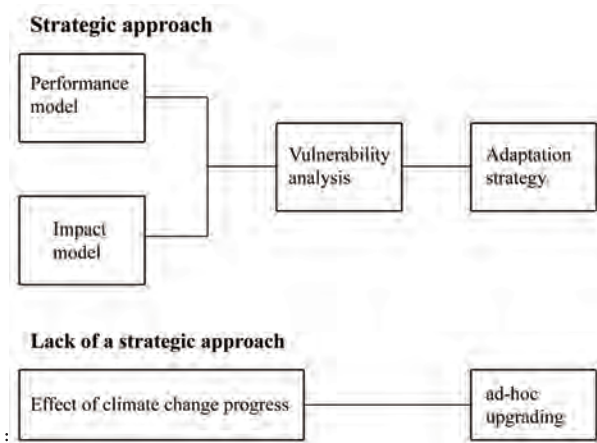 Strategic approach
Performance
model
Impact
model
Vulnerability
analysis
Adaptation
strategy
Lack of a strategic approach
Effect of climate change progress
ad-hoc
upgrading
: